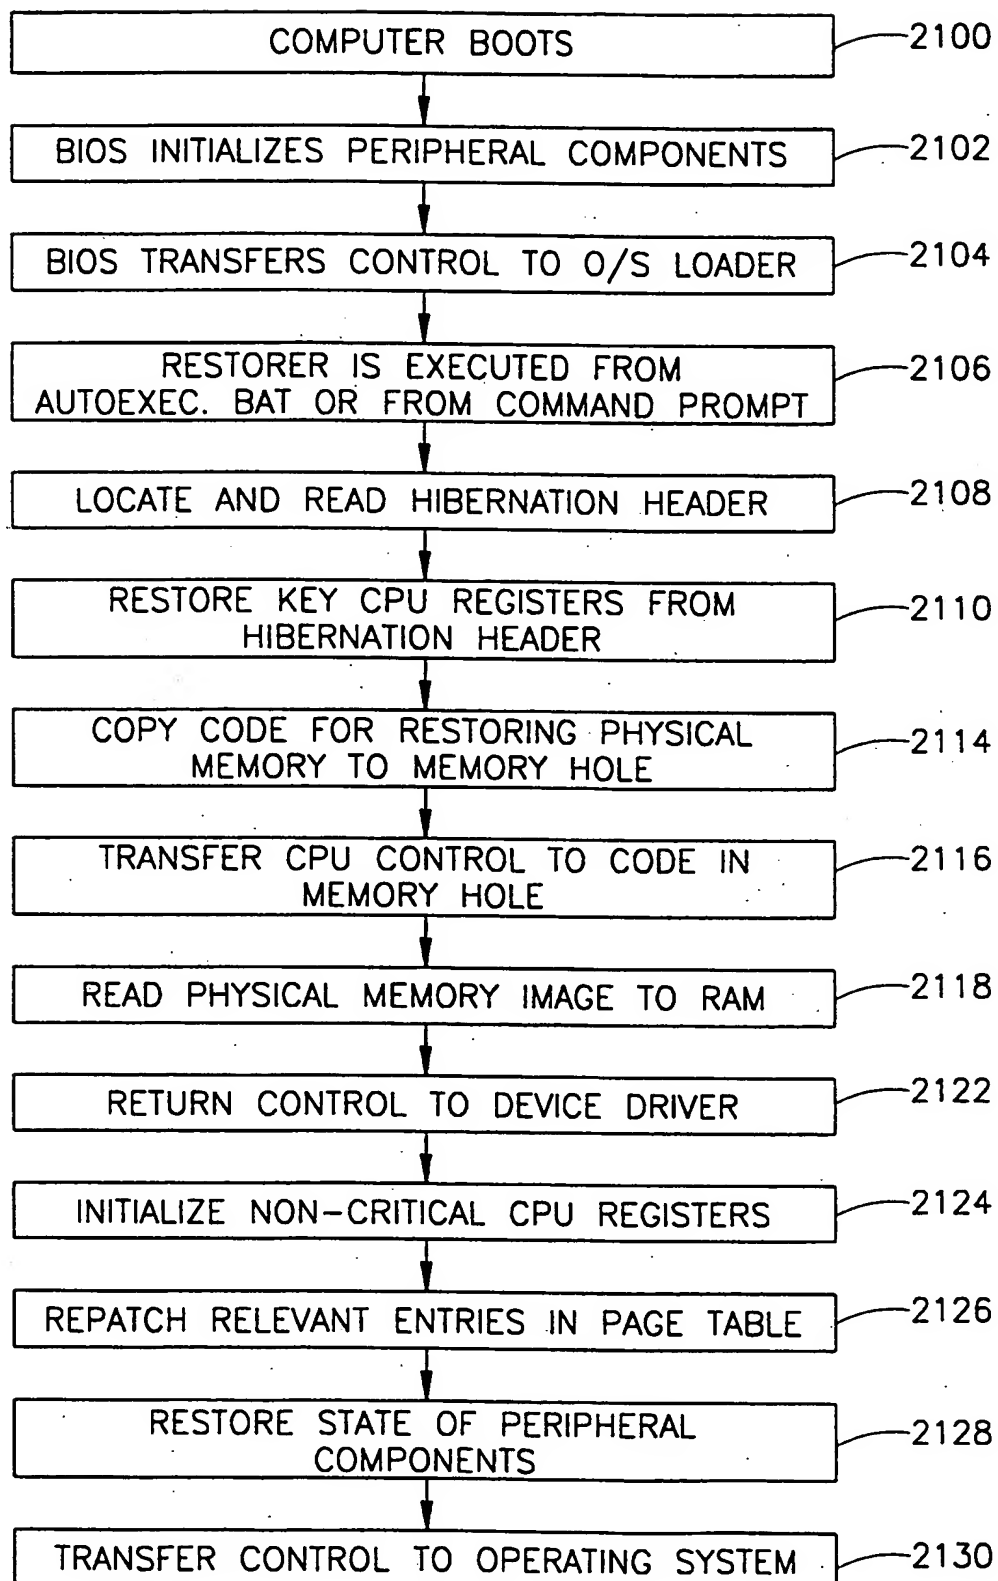 COMPUTER BOOTS
2100
BIOS INITIALIZES PERIPHERAL COMPONENTS
2102
BIOS TRANSFERS CONTROL TO O/S LOADER
2104
RESTORER IS EXECUTED FROM
AUTOEXEC. BAT OR FROM COMMAND PROMPT
2106
LOCATE AND READ HIBERNATION HEADER
2108
RESTORE KEY CPU REGISTERS FROM
HIBERNATION HEADER
2110
COPY CODE FOR RESTORING PHYSICAL
MEMORY TO MEMORY HOLE
2114
TRANSFER CPU CONTROL TO CODE IN
MEMORY HOLE
2116
READ PHYSICAL MEMORY IMAGE TO RAM
2118
RETURN CONTROL TO DEVICE DRIVER
2122
INITIALIZE NON-CRITICAL CPU REGISTERS
2124
REPATCH RELEVANT ENTRIES IN PAGE TABLE
2126
RESTORE STATE OF PERIPHERAL
COMPONENTS
2128
TRANSFER CONTROL TO OPERATING SYSTEM
2130